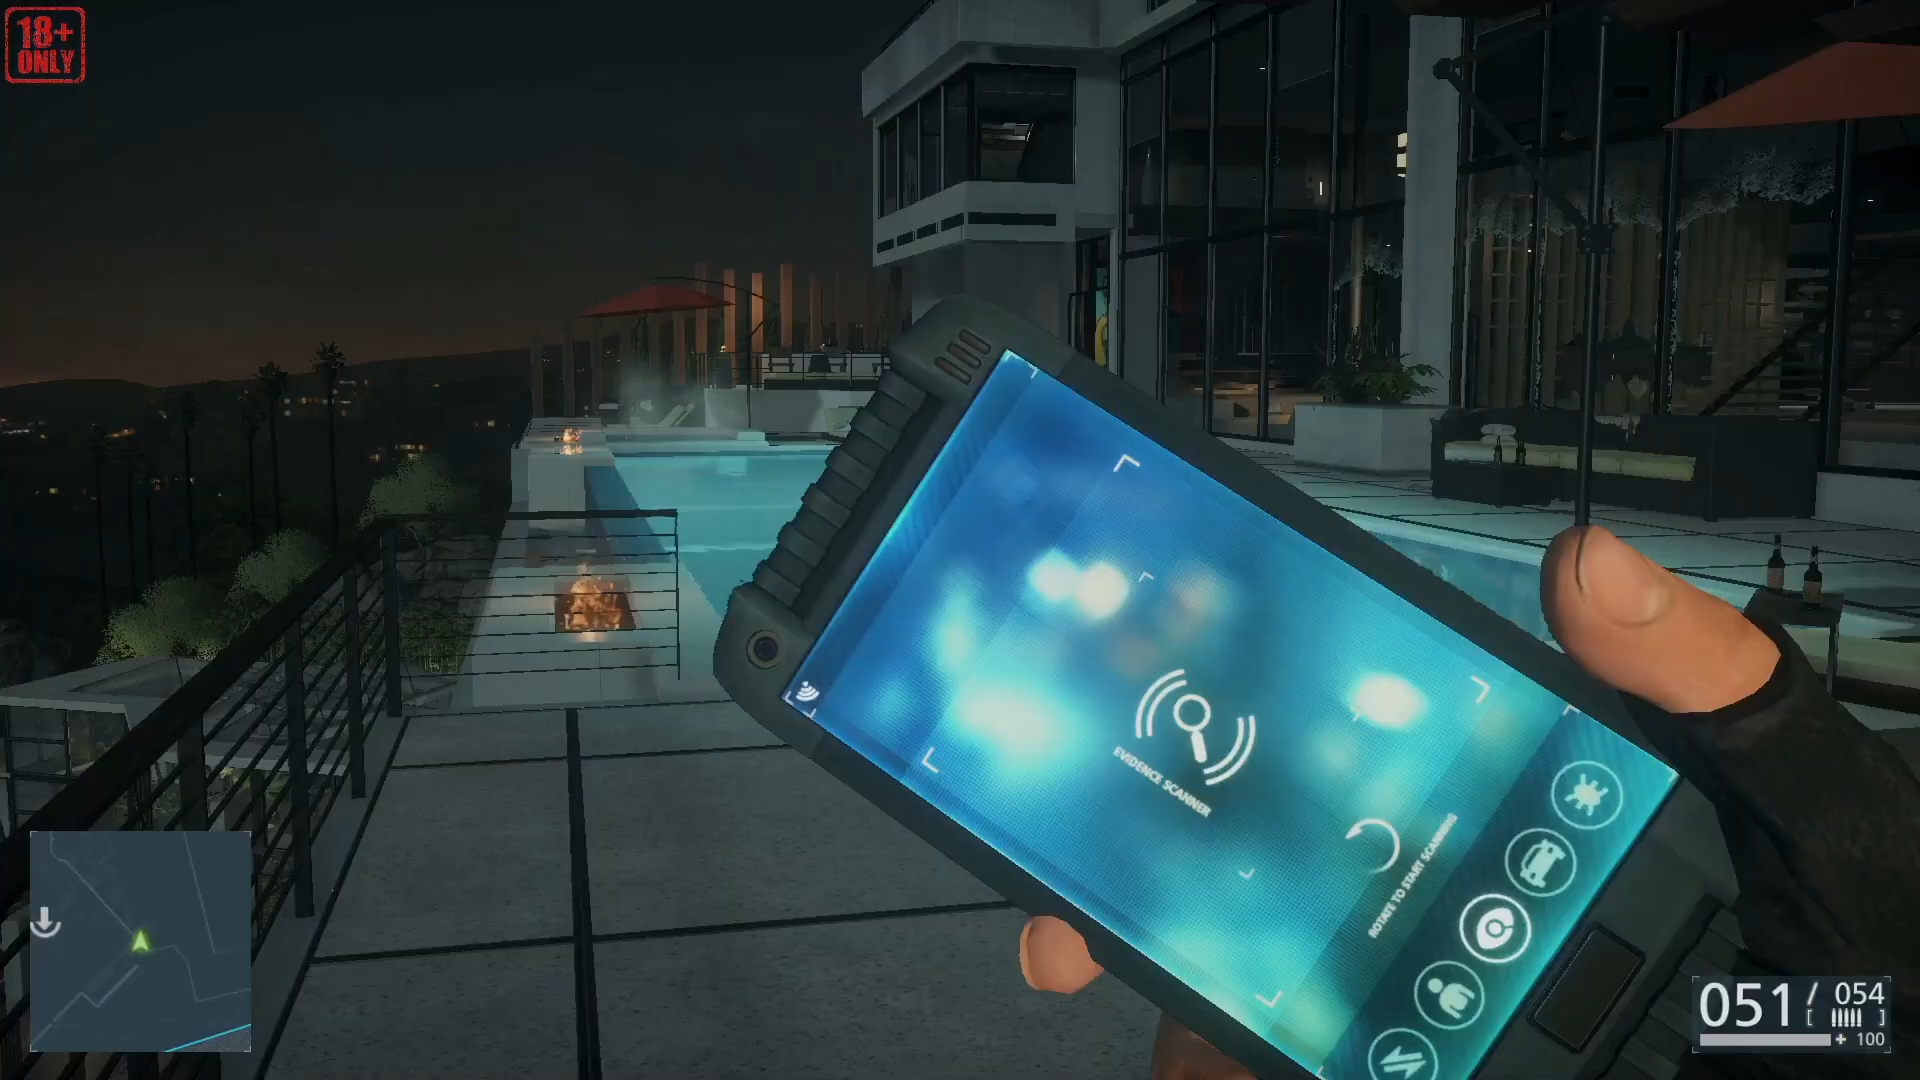 18+
ONLY
EVIDENCE SCANNER
ROTATE TO START SCANNING
051 / 054
+ 100